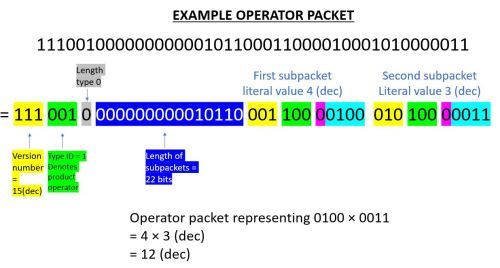 EXAMPLE OPERATOR PACKET
11100100000000000101100011000010001010000011
Length
type 0
First subpacket
literal value 4 (dec)
Second subpacket
Literal value 3 (dec)
= 111 001 0 000000000010110 001 100 00100 010 100 00011
Version
number
=
15(dec)
Type ID = 1
Denotes
product
operator
Length of
subpackets =
22 bits
Operator packet representing 0100 × 0011
= 4 × 3 (dec)
= 12 (dec)